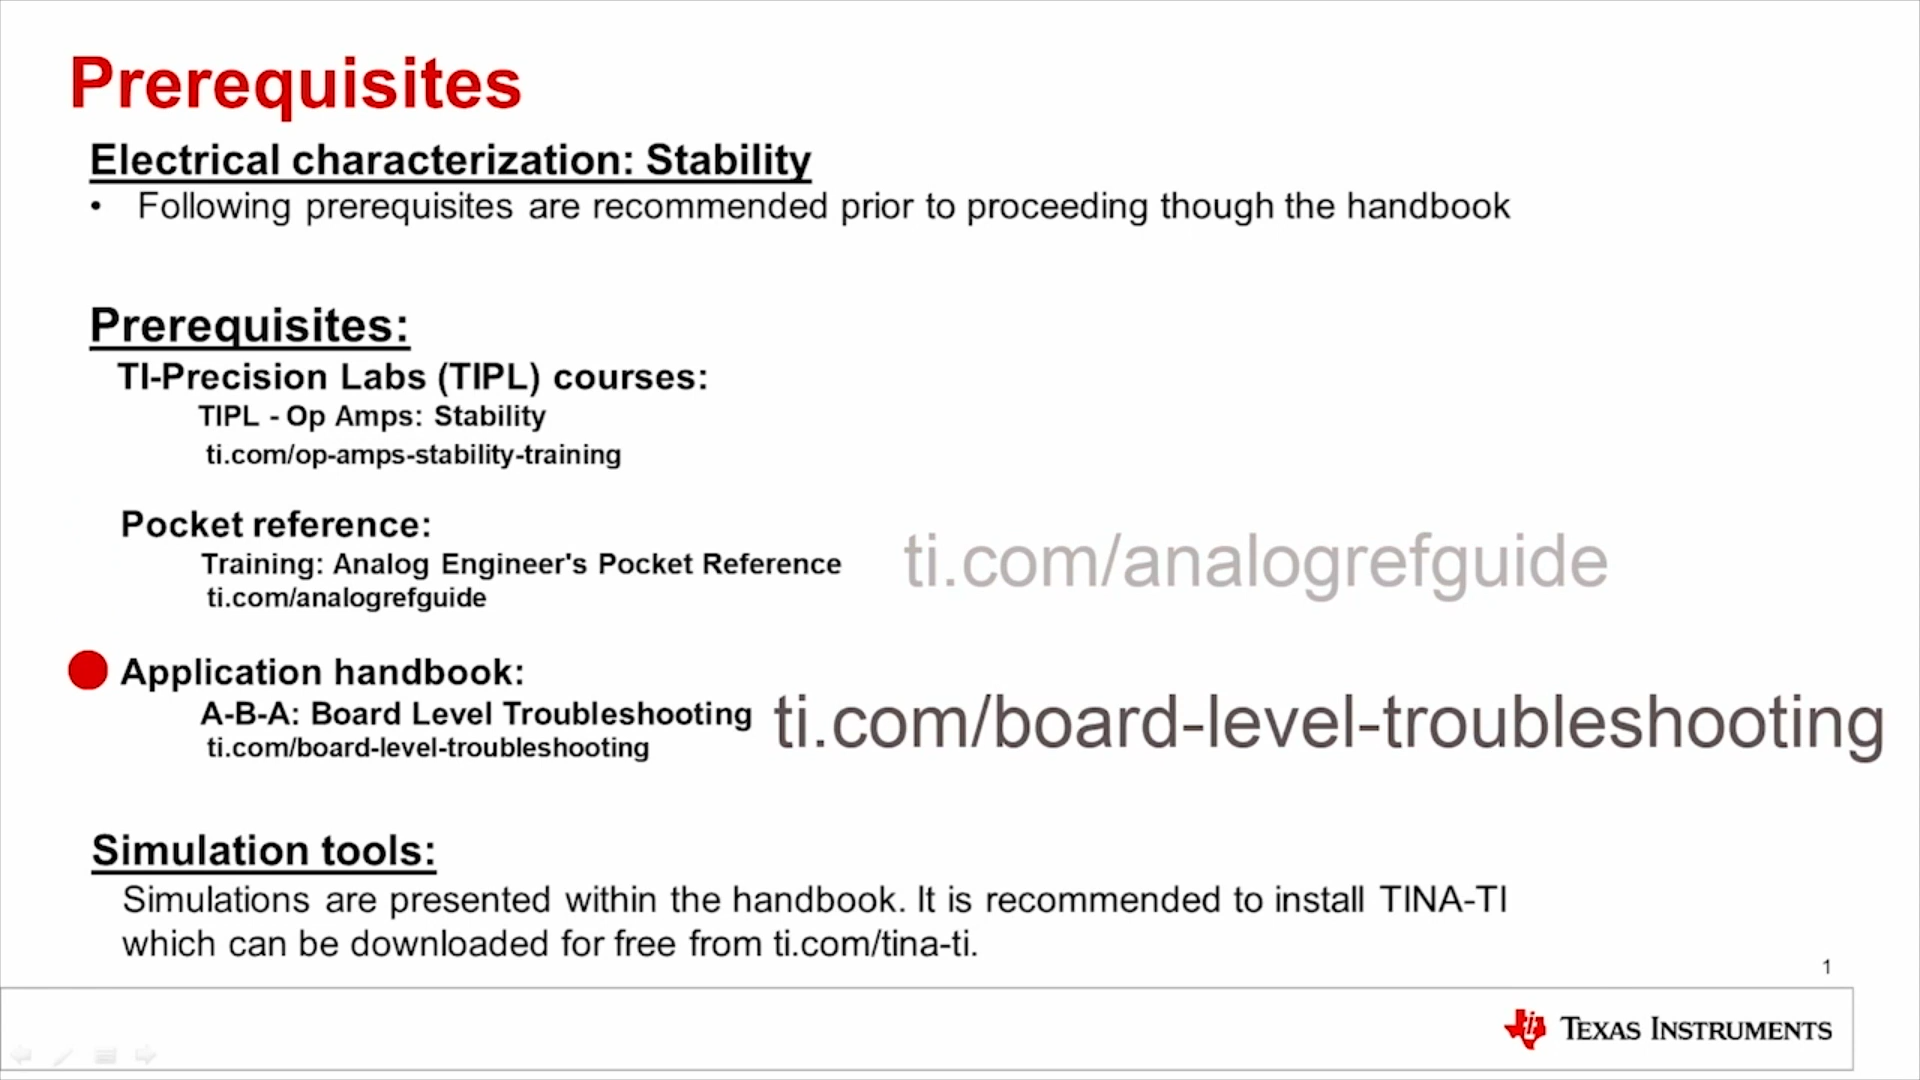 Prerequisites
Electrical characterization: Stability
• Following prerequisites are recommended prior to proceeding though the handbook
Prerequisites:
TI-Precision Labs (TIPL) courses:
TIPL - Op Amps: Stability
ti.com/op-amps-stability-training
Pocket reference:
Training: Analog Engineer's Pocket Reference
ti.com/analogrefguide
ti.com/analogrefguide
Application handbook:
A-B-A: Board Level Troubleshooting
ti.com/board-level-troubleshooting
ti.com/board-level-troubleshooting
Simulation tools:
Simulations are presented within the handbook. It is recommended to install TINA-TI
which can be downloaded for free from ti.com/tina-ti.
1
TEXAS INSTRUMENTS